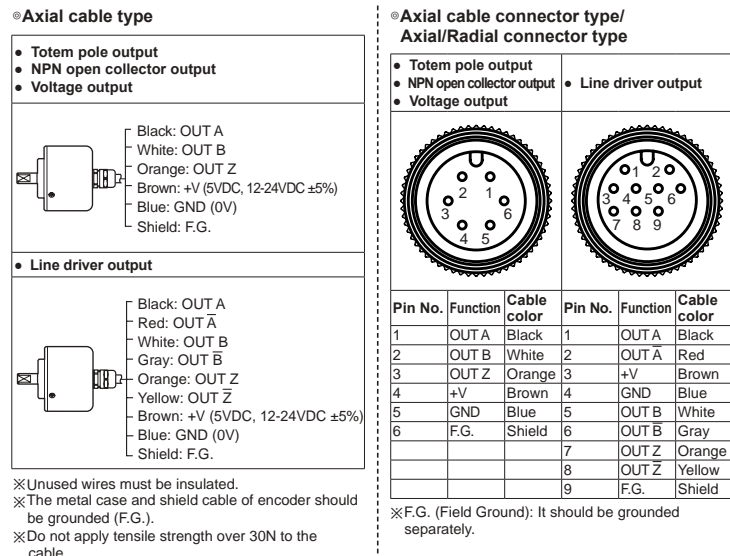 ◎Axial cable type
● Totem pole output
● NPN open collector output
● Voltage output
Black: OUT A
White: OUT B
Orange: OUT Z
Brown: +V (5VDC, 12-24VDC ±5%)
Blue: GND (0V)
Shield: F.G.
● Line driver output
Black: OUT A
Red: OUT A̅
White: OUT B
Gray: OUT B̅
Orange: OUT Z
Yellow: OUT Z̅
Brown: +V (5VDC, 12-24VDC ±5%)
Blue: GND (0V)
Shield: F.G.
※Unused wires must be insulated.
※The metal case and shield cable of encoder should
be grounded (F.G.).
※Do not apply tensile strength over 30N to the
cable
◎Axial cable connector type/
Axial/Radial connector type
● Totem pole output
● NPN open collector output
● Voltage output
● Line driver output
2 1
3 6
4 5
1 2
3 4 5 6
7 8 9
Pin No. Function Cable color Pin No. Function Cable color
1 OUT A Black 1 OUT A Black
2 OUT B White 2 OUT A̅ Red
3 OUT Z Orange 3 +V Brown
4 +V Brown 4 GND Blue
5 GND Blue 5 OUT B White
6 F.G. Shield 6 OUT B̅ Gray
7 OUT Z Orange
8 OUT Z̅ Yellow
9 F.G. Shield
※F.G. (Field Ground): It should be grounded
separately.